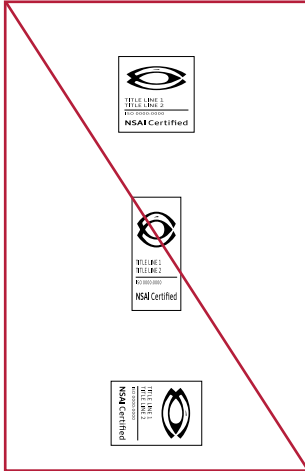 TITLE LINE 1
TITLE LINE 2
ISO 0000:0000
NSAI Certified
TITLE LINE 1
TITLE LINE 2
ISO 0000:0000
NSAI Certified
TITLE LINE 1
TITLE LINE 2
ISO 0000:0000
NSAI Certified